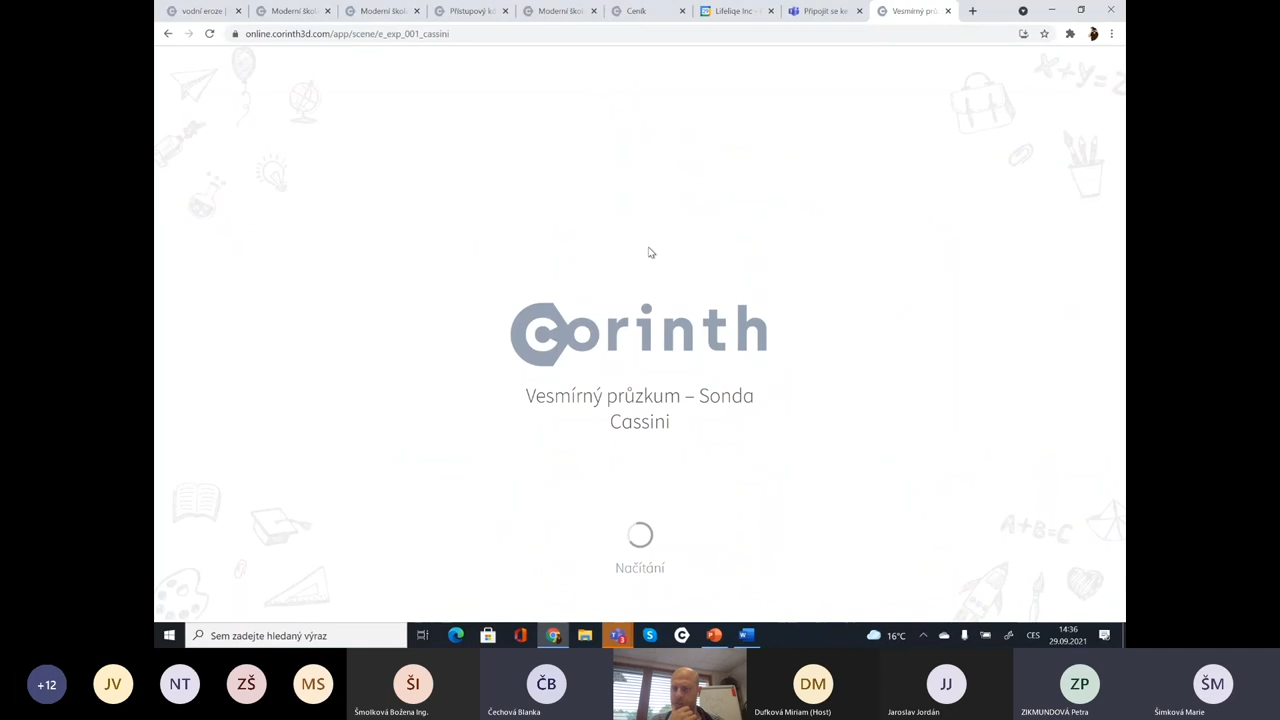 vodní eroze |
Moderní škol
Moderní škol
Přístupový kó
Moderní škol
Ceník
Lifeliqe Inc -
Připojit se ke
Vesmírný prů
online.corinth3d.com/app/scene/e_exp_001_cassini
X+y=2
corinth
Vesmírný průzkum – Sonda
Cassini
Načítání
A+B=C
Sem zadejte hledaný výraz
16°C
CES
14:36
29.09.2021
+12
JV
NT
ZŠ
MS
ŠI
Šmolková Božena Ing.
ČB
Čechová Blanka
DM
Dufková Miriam (Host)
JJ
Jaroslav Jordán
ZP
ZIKMUNDOVÁ Petra
ŠM
Šimková Marie